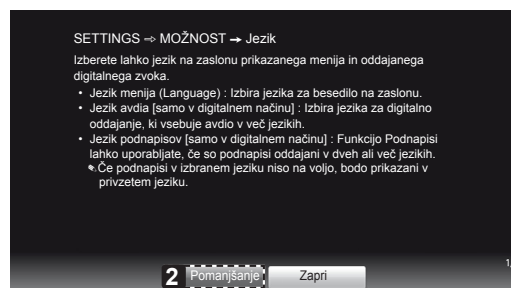 SETTINGS ⇨ MOŽNOST ➙ Jezik
Izberete lahko jezik na zaslonu prikazanega menija in oddajanega
digitalnega zvoka.
• Jezik menija (Language) : Izbira jezika za besedilo na zaslonu.
• Jezik avdia [samo v digitalnem načinu] : Izbira jezika za digitalno
oddajanje, ki vsebuje avdio v več jezikih.
• Jezik podnapisov [samo v digitalnem načinu] : Funkcijo Podnapisi
lahko uporabljate, če so podnapisi oddajani v dveh ali več jezikih.
✎Če podnapisi v izbranem jeziku niso na voljo, bodo prikazani v
privzetem jeziku.
2 Pomanjšanje Zapri